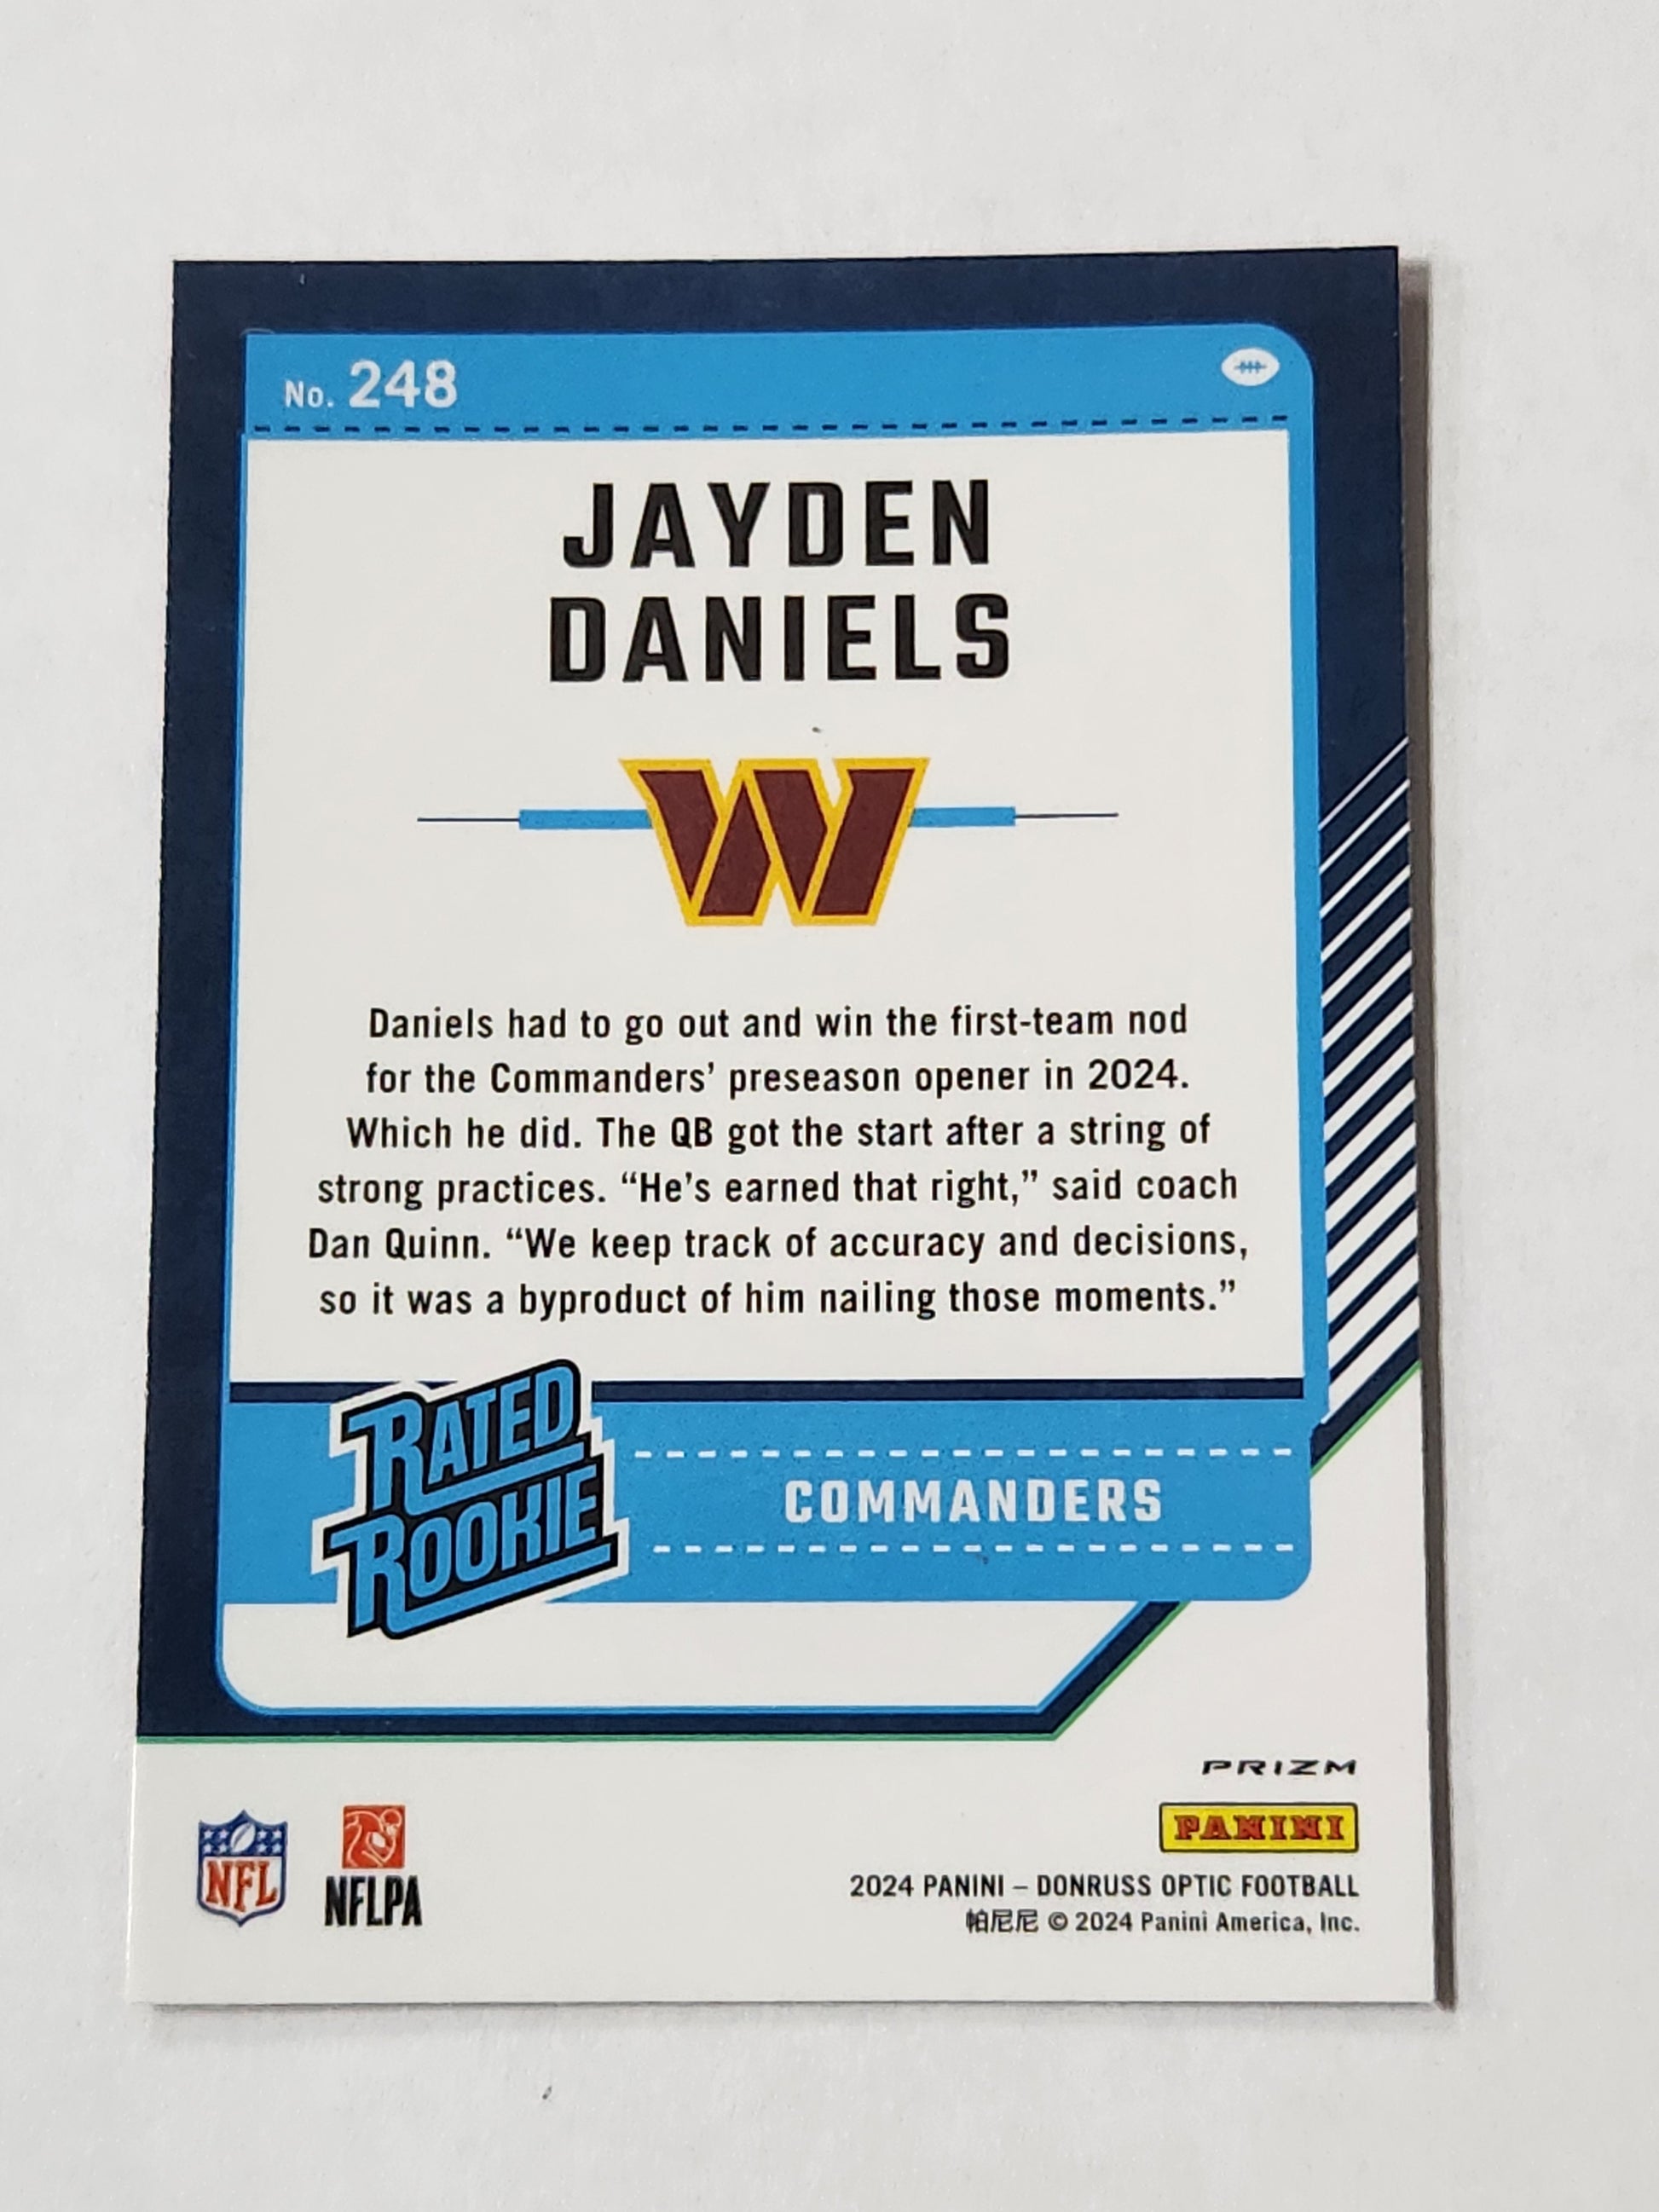 No. 248
JAYDEN
DANIELS
W
Daniels had to go out and win the first-team nod
for the Commanders’ preseason opener in 2024.
Which he did. The QB got the start after a string of
strong practices. “He’s earned that right,” said coach
Dan Quinn. “We keep track of accuracy and decisions,
so it was a byproduct of him nailing those moments.”
RATED
ROOKIE
COMMANDERS
PRIZM
PANINI
NFL
NFLPA
2024 PANINI – DONRUSS OPTIC FOOTBALL
帕尼尼 © 2024 Panini America, Inc.